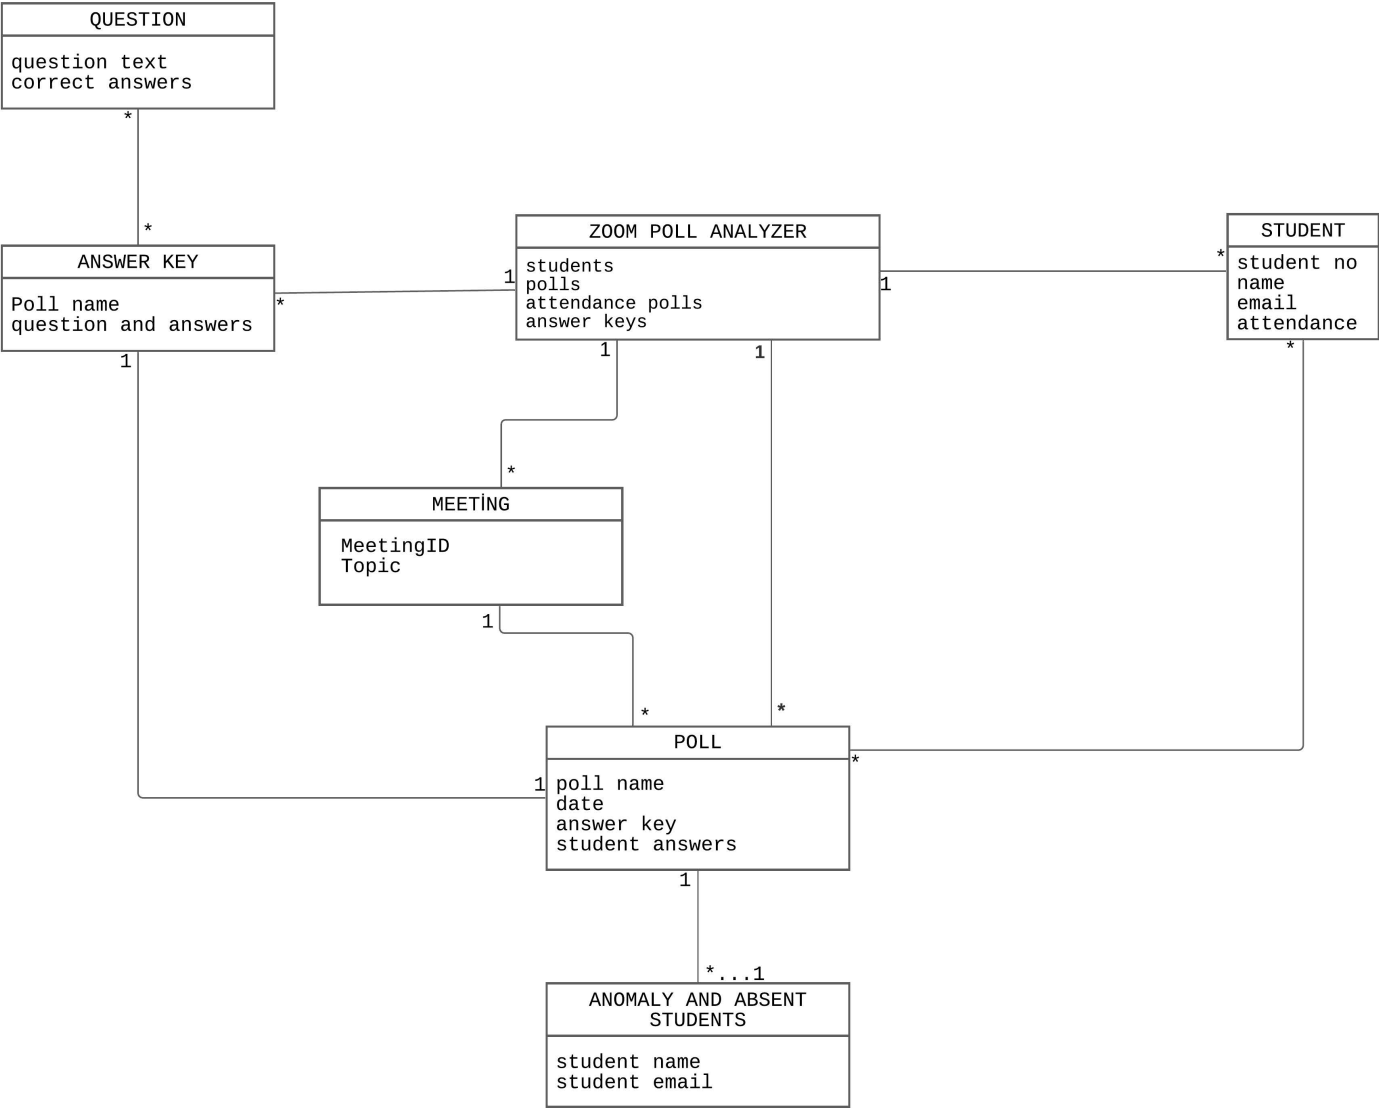 QUESTION
question text
correct answers
*
*
ANSWER KEY
Poll name
question and answers
*
1
1
ZOOM POLL ANALYZER
students
polls
attendance polls
answer keys
1
1
1
*
STUDENT
student no
name
email
attendance
*
*
MEETİNG
MeetingID
Topic
1
*
*
*
1
POLL
poll name
date
answer key
student answers
1
*...1
ANOMALY AND ABSENT
STUDENTS
student name
student email